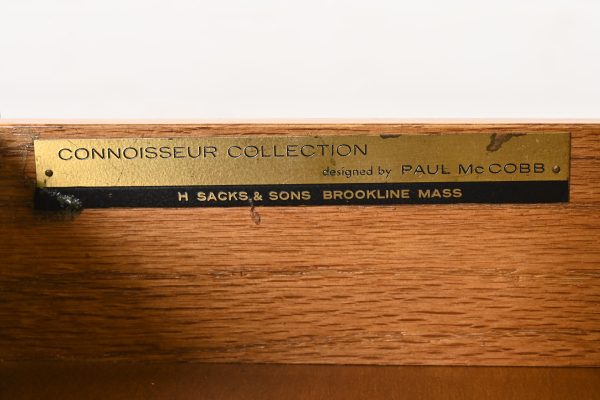 CONNOISSEUR COLLECTION
designed by PAUL McCOBB
H SACKS & SONS BROOKLINE MASS